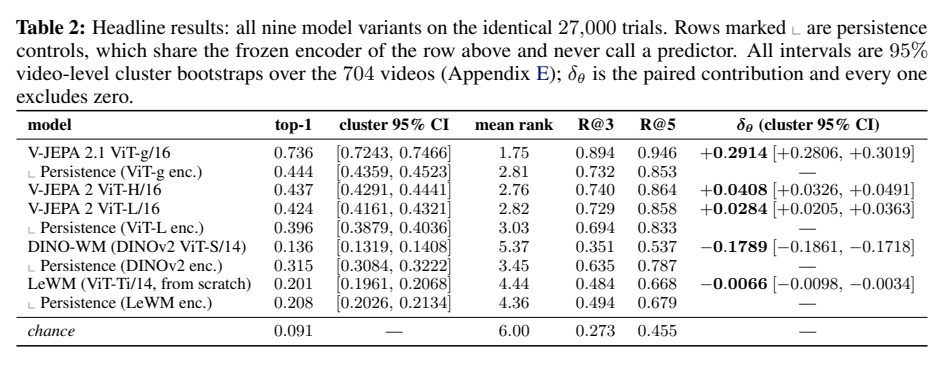 Table 2: Headline results: all nine model variants on the identical 27,000 trials. Rows marked ∟ are persistence
controls, which share the frozen encoder of the row above and never call a predictor. All intervals are 95%
video-level cluster bootstraps over the 704 videos (Appendix E); δθ is the paired contribution and every one
excludes zero.
model top-1 cluster 95% CI mean rank R@3 R@5 δθ (cluster 95% CI)
V-JEPA 2.1 ViT-g/16 0.736 [0.7243, 0.7466] 1.75 0.894 0.946 +0.2914 [+0.2806, +0.3019]
∟ Persistence (ViT-g enc.) 0.444 [0.4359, 0.4523] 2.81 0.732 0.853 —
V-JEPA 2 ViT-H/16 0.437 [0.4291, 0.4441] 2.76 0.740 0.864 +0.0408 [+0.0326, +0.0491]
V-JEPA 2 ViT-L/16 0.424 [0.4161, 0.4321] 2.82 0.729 0.858 +0.0284 [+0.0205, +0.0363]
∟ Persistence (ViT-L enc.) 0.396 [0.3879, 0.4036] 3.03 0.694 0.833 —
DINO-WM (DINOv2 ViT-S/14) 0.136 [0.1319, 0.1408] 5.37 0.351 0.537 −0.1789 [−0.1861, −0.1718]
∟ Persistence (DINOv2 enc.) 0.315 [0.3084, 0.3222] 3.45 0.635 0.787 —
LeWM (ViT-Ti/14, from scratch) 0.201 [0.1961, 0.2068] 4.44 0.484 0.668 −0.0066 [−0.0098, −0.0034]
∟ Persistence (LeWM enc.) 0.208 [0.2026, 0.2134] 4.36 0.494 0.679 —
chance 0.091 — 6.00 0.273 0.455 —